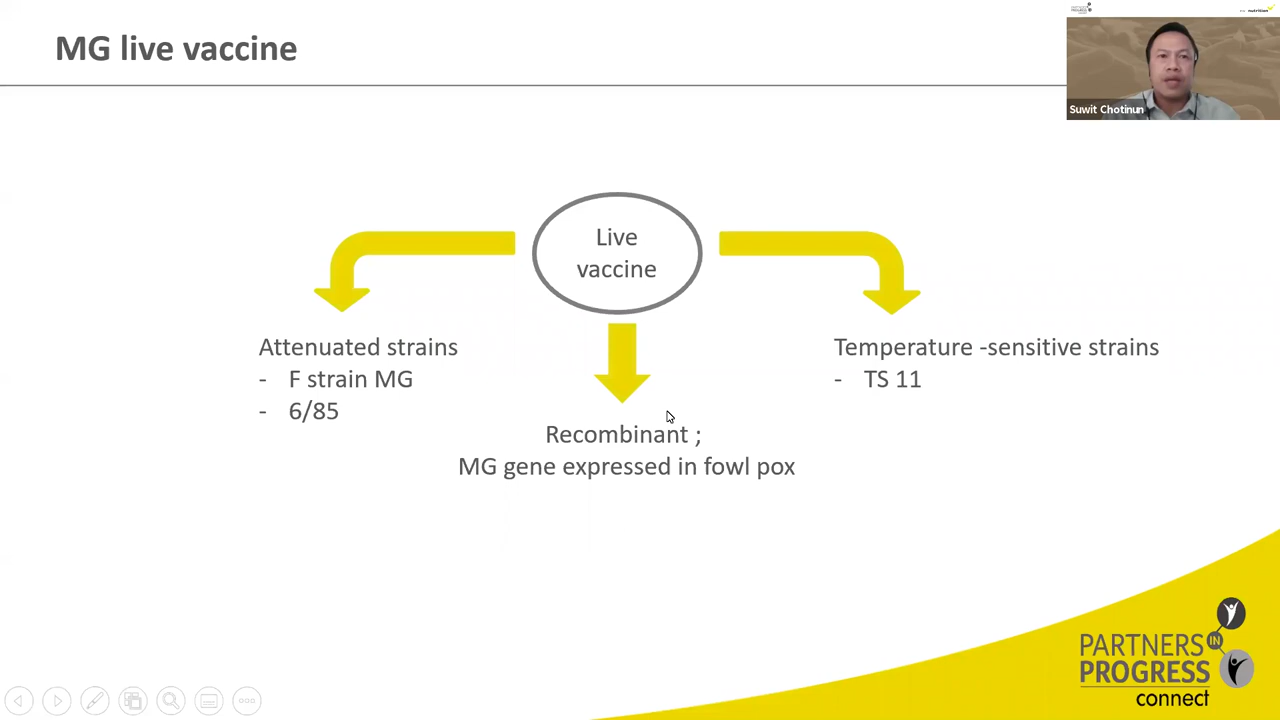 MG live vaccine
nutrition
Suwit Chotinun
Live
vaccine
Attenuated strains
- F strain MG
- 6/85
Recombinant ;
MG gene expressed in fowl pox
Temperature -sensitive strains
- TS 11
PARTNERS IN
PROGRESS
connect